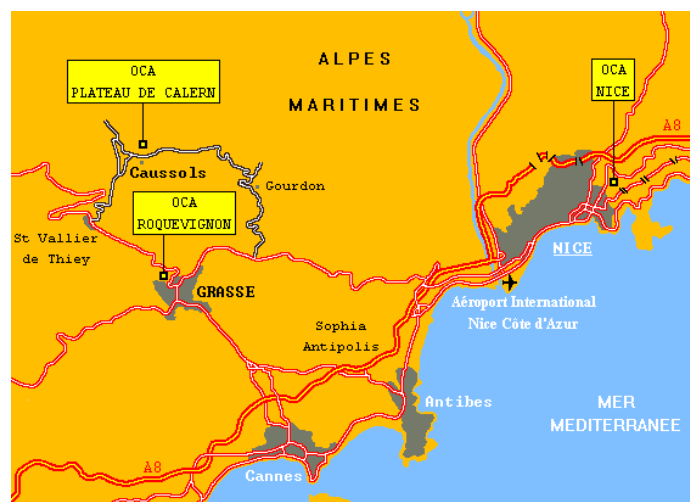 ALPES
MARITIMES
OCA
PLATEAU DE CALERN
OCA
NICE
A8
Caussols
Gourdon
OCA
ROQUEVIGNON
St Vallier
de Thiey
NICE
GRASSE
Aéroport International
Nice Côte d'Azur
Sophia
Antipolis
Antibes
MER
MEDITERRANEE
A8
Cannes